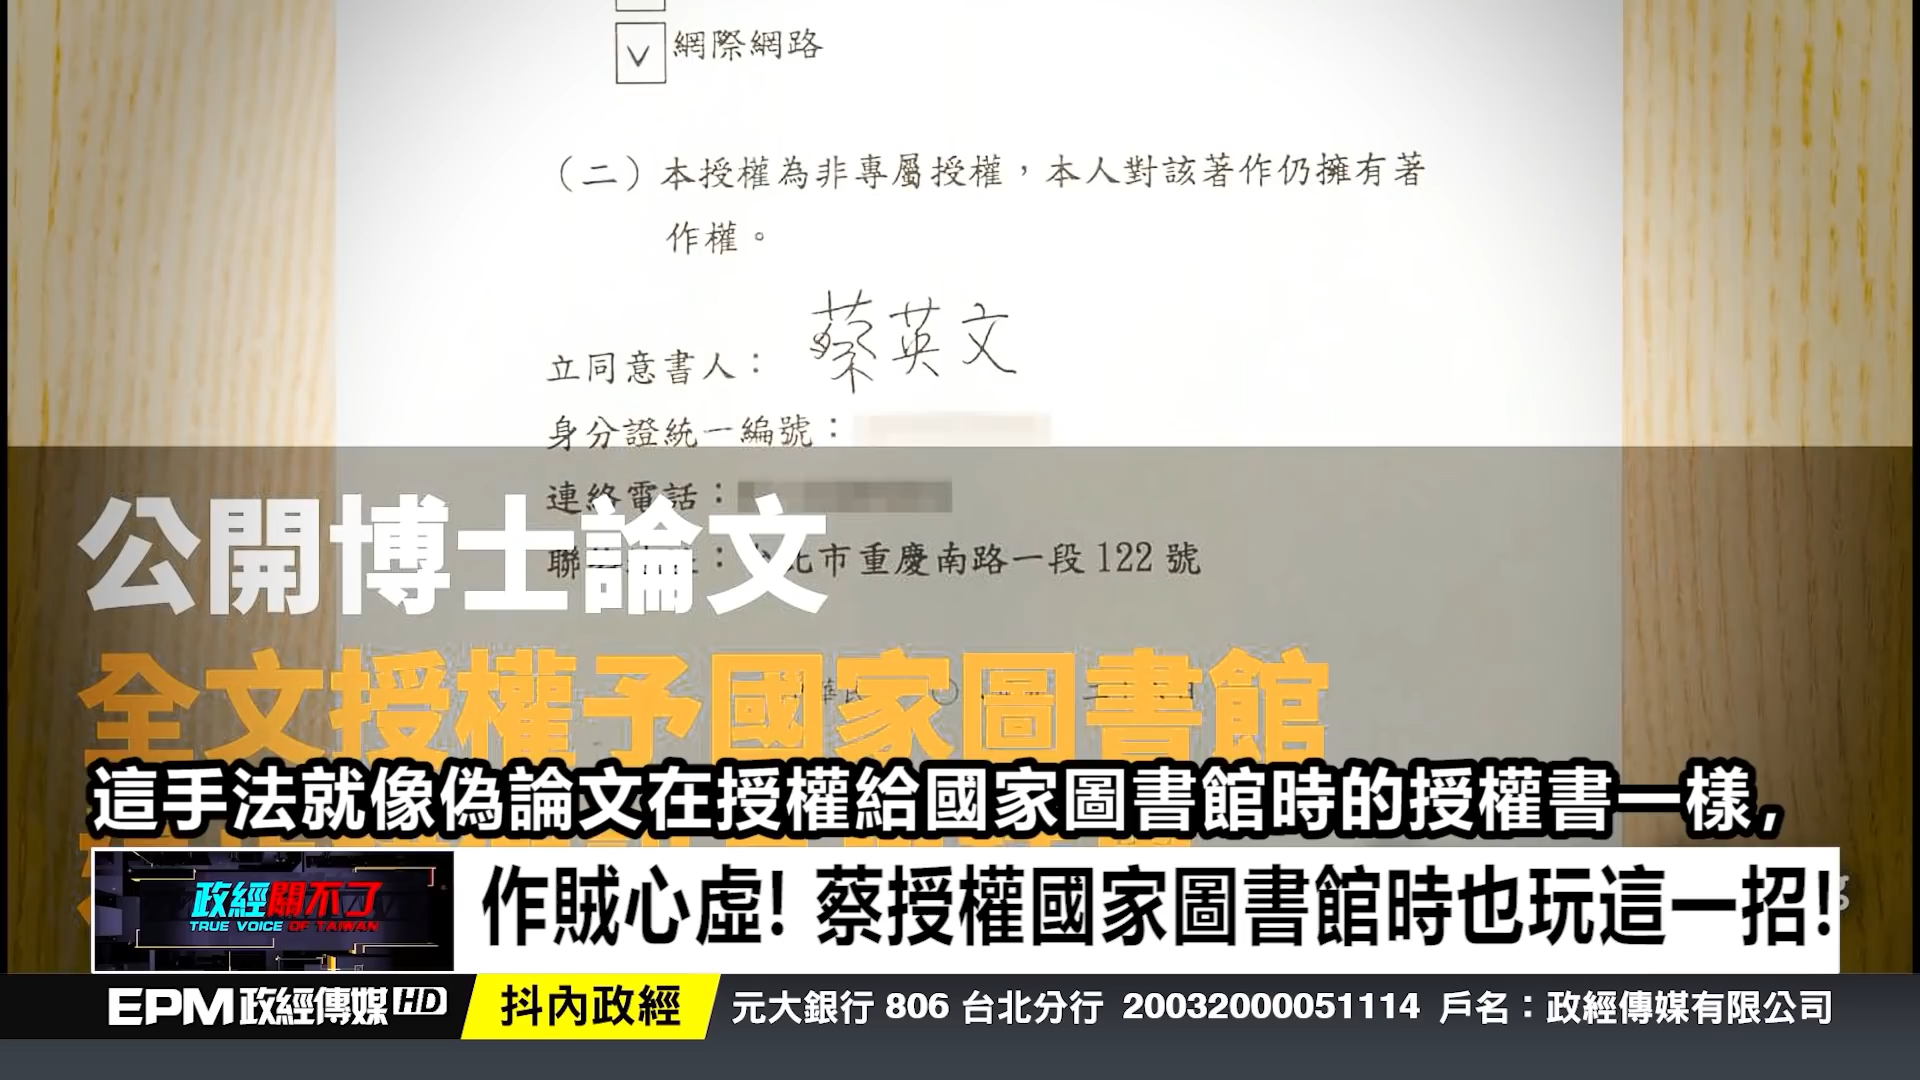 網際網路
（二）本授權為非專屬授權，本人對該著作仍擁有著
作權。
立同意書人：蔡英文
身分證統一編號：
連絡電話：
北市重慶南路一段 122 號
公開博士論文
全文授權予國家圖書館
這手法就像偽論文在授權給國家圖書館時的授權書一樣,
作賊心虛! 蔡授權國家圖書館時也玩這一招!
政經關不了
TRUE VOICE OF TAIWAN
EPM政經傳媒HD
抖內政經
元大銀行 806 台北分行 20032000051114 戶名：政經傳媒有限公司